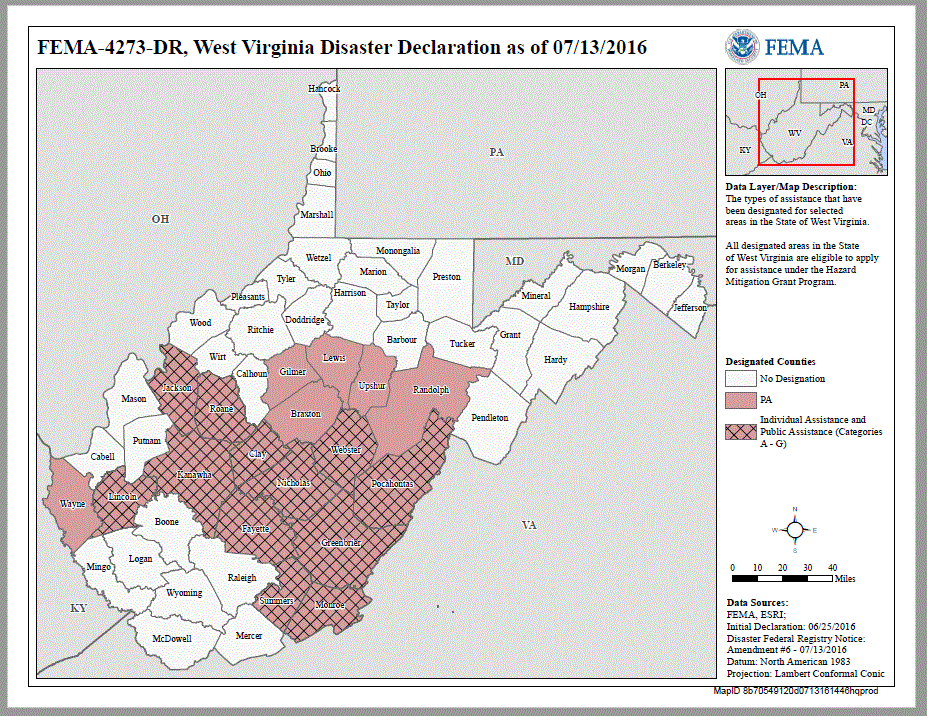 FEMA-4273-DR, West Virginia Disaster Declaration as of 07/13/2016
FEMA
Hancock
Brooke
Ohio
Marshall
PA
OH
Wetzel
Monongalia
Marion
Preston
MD
Tyler
Pleasants
Harrison
Taylor
Doddridge
Wood
Ritchie
Barbour
Tucker
Grant
Mineral
Hampshire
Morgan
Berkeley
Jefferson
Hardy
Wirt
Calhoun
Gilmer
Lewis
Upshur
Randolph
Pendleton
Jackson
Roane
Braxton
Mason
Putnam
Cabell
Clay
Webster
Kanawha
Nicholas
Pocahontas
Wayne
Lincoln
Boone
Fayette
Greenbrier
VA
Mingo
Logan
Raleigh
Wyoming
Summers
Monroe
KY
McDowell
Mercer
PA
OH
MD
DC
WV
VA
KY
Data Layer/Map Description:
The types of assistance that have
been designated for selected
areas in the State of West Virginia.
All designated areas in the State
of West Virginia are eligible to apply
for assistance under the Hazard
Mitigation Grant Program.
Designated Counties
No Designation
PA
Individual Assistance and
Public Assistance (Categories
A - G)
N
W E
S
0 10 20 30 40
Miles
Data Sources:
FEMA, ESRI;
Initial Declaration: 06/25/2016
Disaster Federal Registry Notice:
Amendment #6 - 07/13/2016
Datum: North American 1983
Projection: Lambert Conformal Conic
MapID 8b70549120d0713161446hqprod